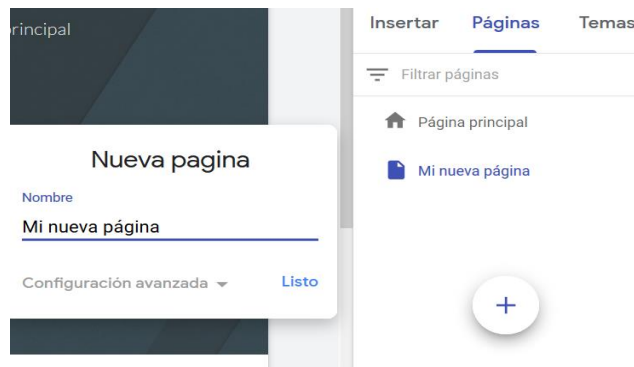 rincipal
Nueva pagina
Nombre
Mi nueva página
Configuración avanzada
Listo
Insertar Páginas Temas
Filtrar páginas
Página principal
Mi nueva página